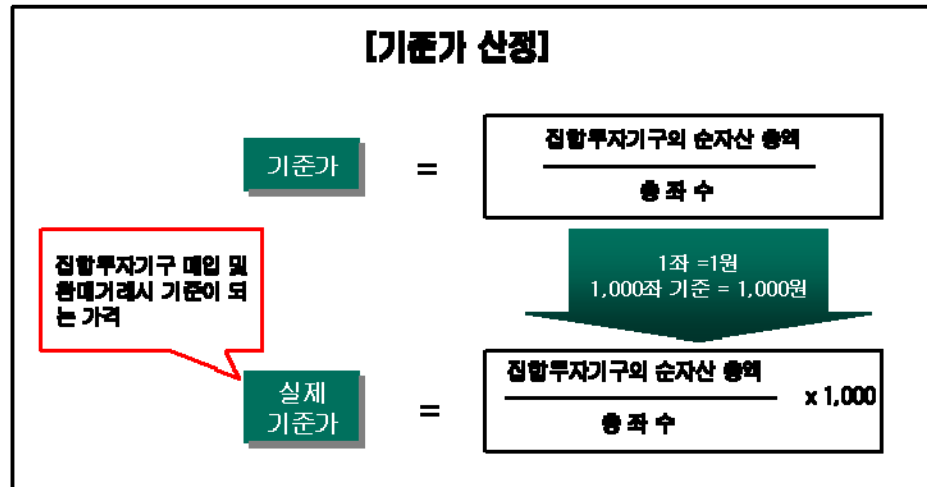 [기준가 산정]
기준가
=
집합투자기구의 순자산 총액
총 좌 수
1좌 =1원
1,000좌 기준 = 1,000원
집합투자기구 매입 및
환매거래시 기준이 되
는 가격
실제
기준가
=
집합투자기구의 순자산 총액
총 좌 수
x 1,000